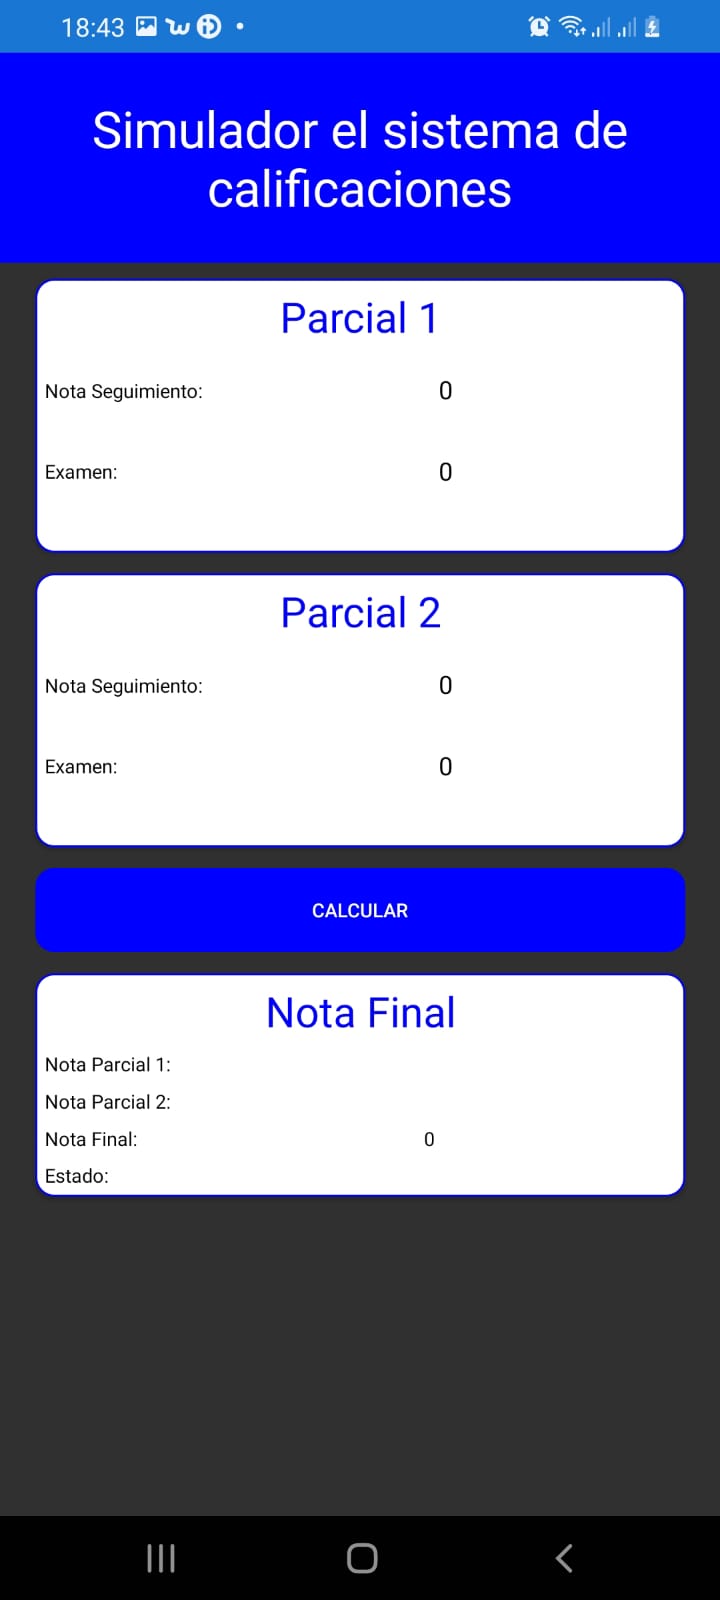 18:43
Simulador el sistema de
calificaciones
Parcial 1
Nota Seguimiento: 0
Examen: 0
Parcial 2
Nota Seguimiento: 0
Examen: 0
CALCULAR
Nota Final
Nota Parcial 1:
Nota Parcial 2:
Nota Final: 0
Estado: